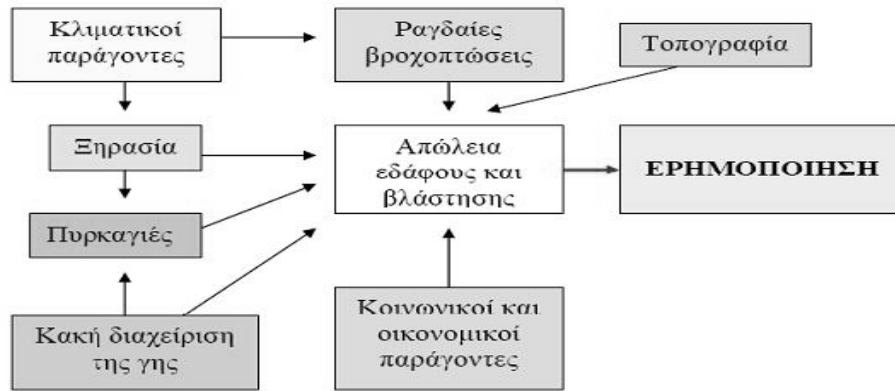 Κλιματικοί
παράγοντες
Ραγδαίες
βροχοπτώσεις
Τοπογραφία
Ξηρασία
Απώλεια
εδάφους και
βλάστησης
ΕΡΗΜΟΠΟΙΗΣΗ
Πυρκαγιές
Κακή διαχείριση
της γης
Κοινωνικοί και
οικονομικοί
παράγοντες